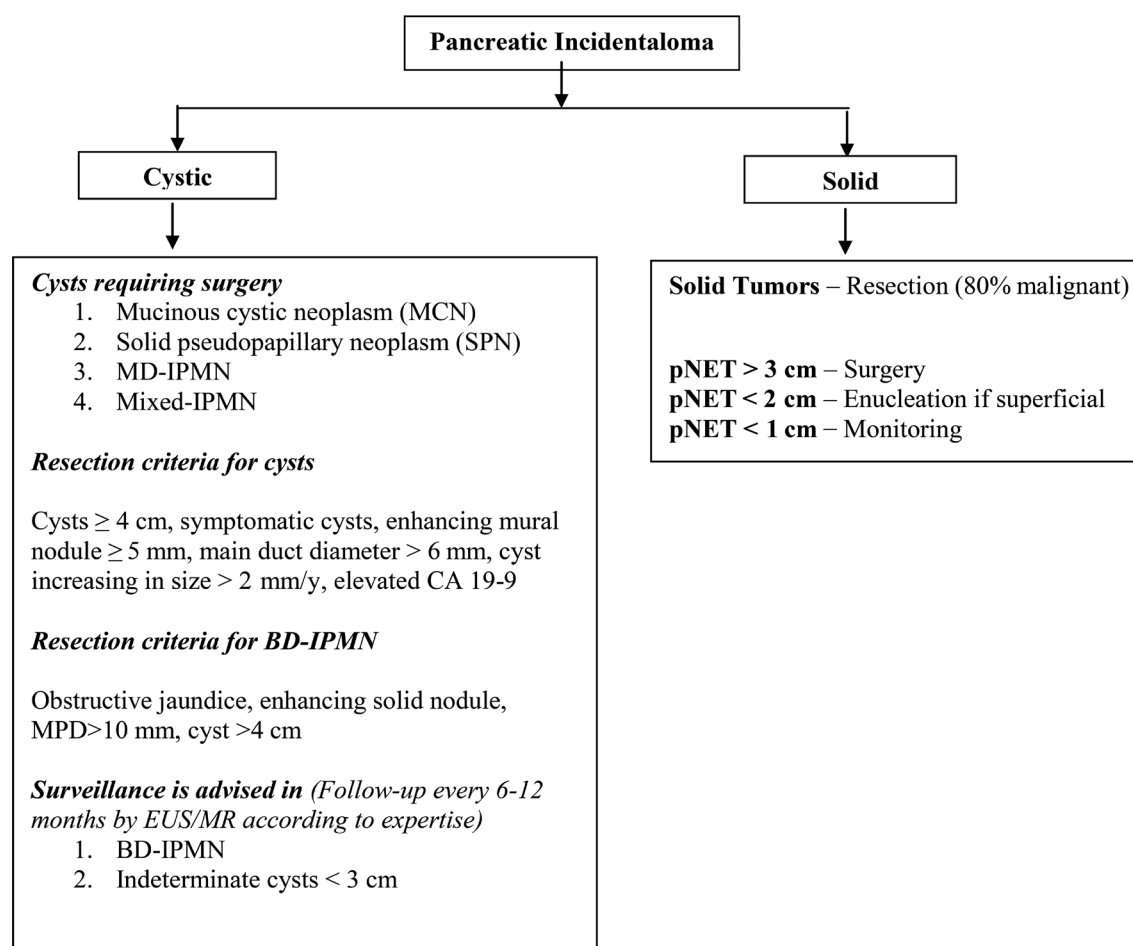 Pancreatic Incidentaloma
Cystic
Solid
Cysts requiring surgery
1. Mucinous cystic neoplasm (MCN)
2. Solid pseudopapillary neoplasm (SPN)
3. MD-IPMN
4. Mixed-IPMN
Resection criteria for cysts
Cysts ≥ 4 cm, symptomatic cysts, enhancing mural
nodule ≥ 5 mm, main duct diameter > 6 mm, cyst
increasing in size > 2 mm/y, elevated CA 19-9
Resection criteria for BD-IPMN
Obstructive jaundice, enhancing solid nodule,
MPD>10 mm, cyst >4 cm
Surveillance is advised in (Follow-up every 6-12
months by EUS/MR according to expertise)
1. BD-IPMN
2. Indeterminate cysts < 3 cm
Solid Tumors – Resection (80% malignant)
pNET > 3 cm – Surgery
pNET < 2 cm – Enucleation if superficial
pNET < 1 cm – Monitoring